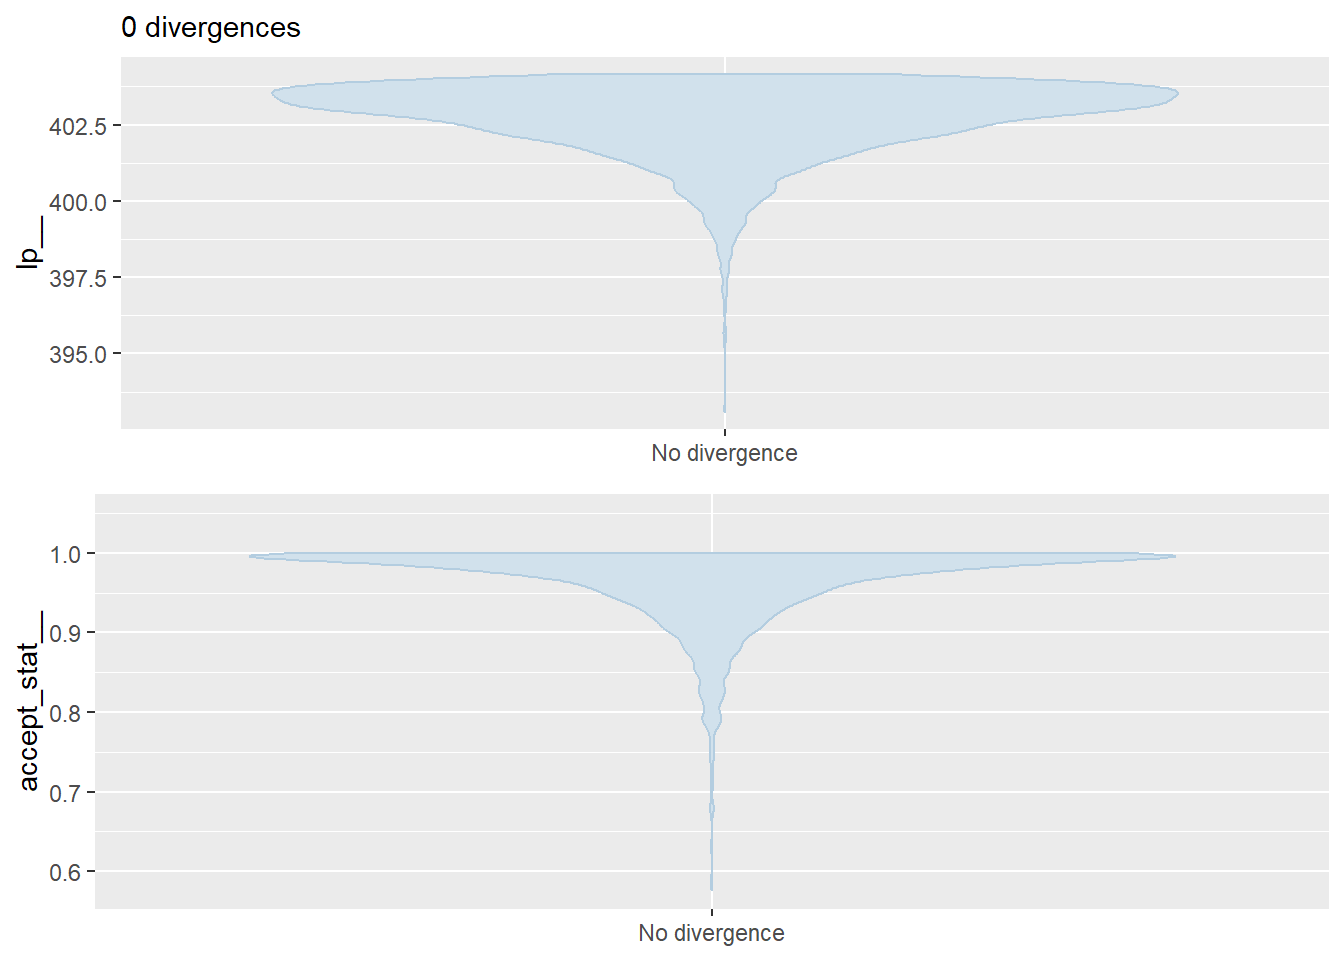 0 divergences
lp__
402.5
400.0
397.5
395.0
No divergence
accept_stat__
1.0
0.9
0.8
0.7
0.6
No divergence